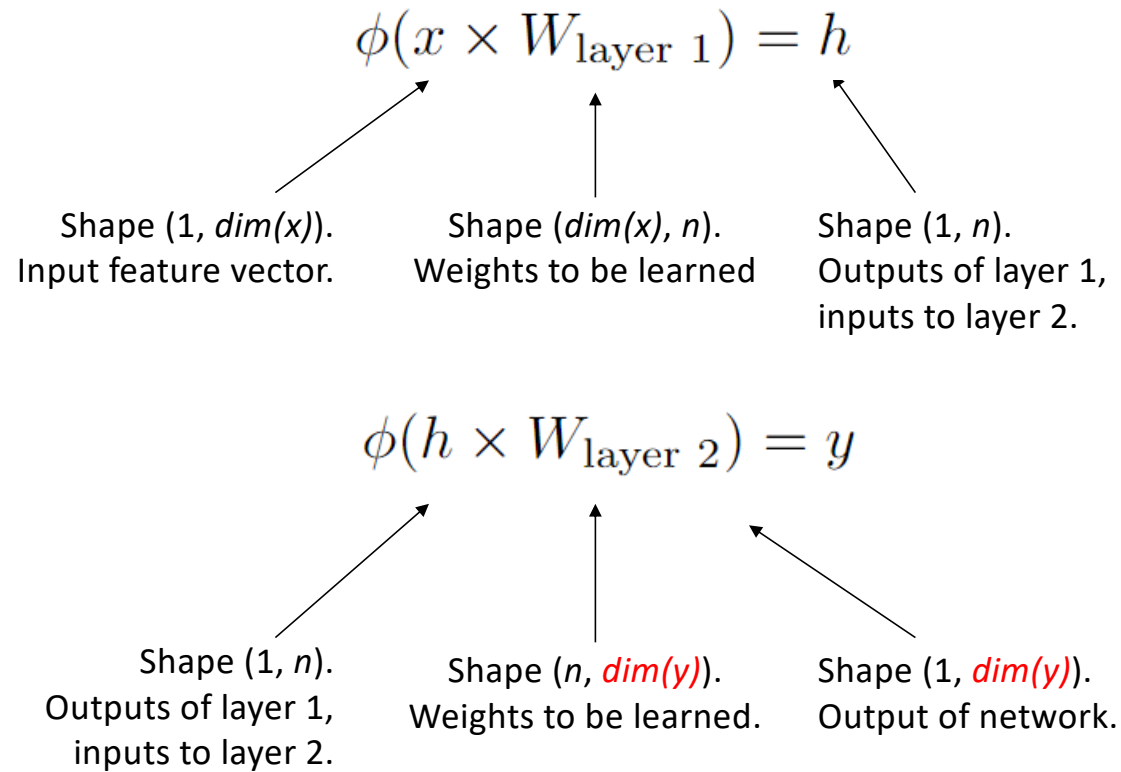 ϕ(x × W_layer 1) = h
Shape (1, dim(x)).
Input feature vector.
Shape (dim(x), n).
Weights to be learned
Shape (1, n).
Outputs of layer 1,
inputs to layer 2.
ϕ(h × W_layer 2) = y
Shape (1, n).
Outputs of layer 1,
inputs to layer 2.
Shape (n, dim(y)).
Weights to be learned.
Shape (1, dim(y)).
Output of network.